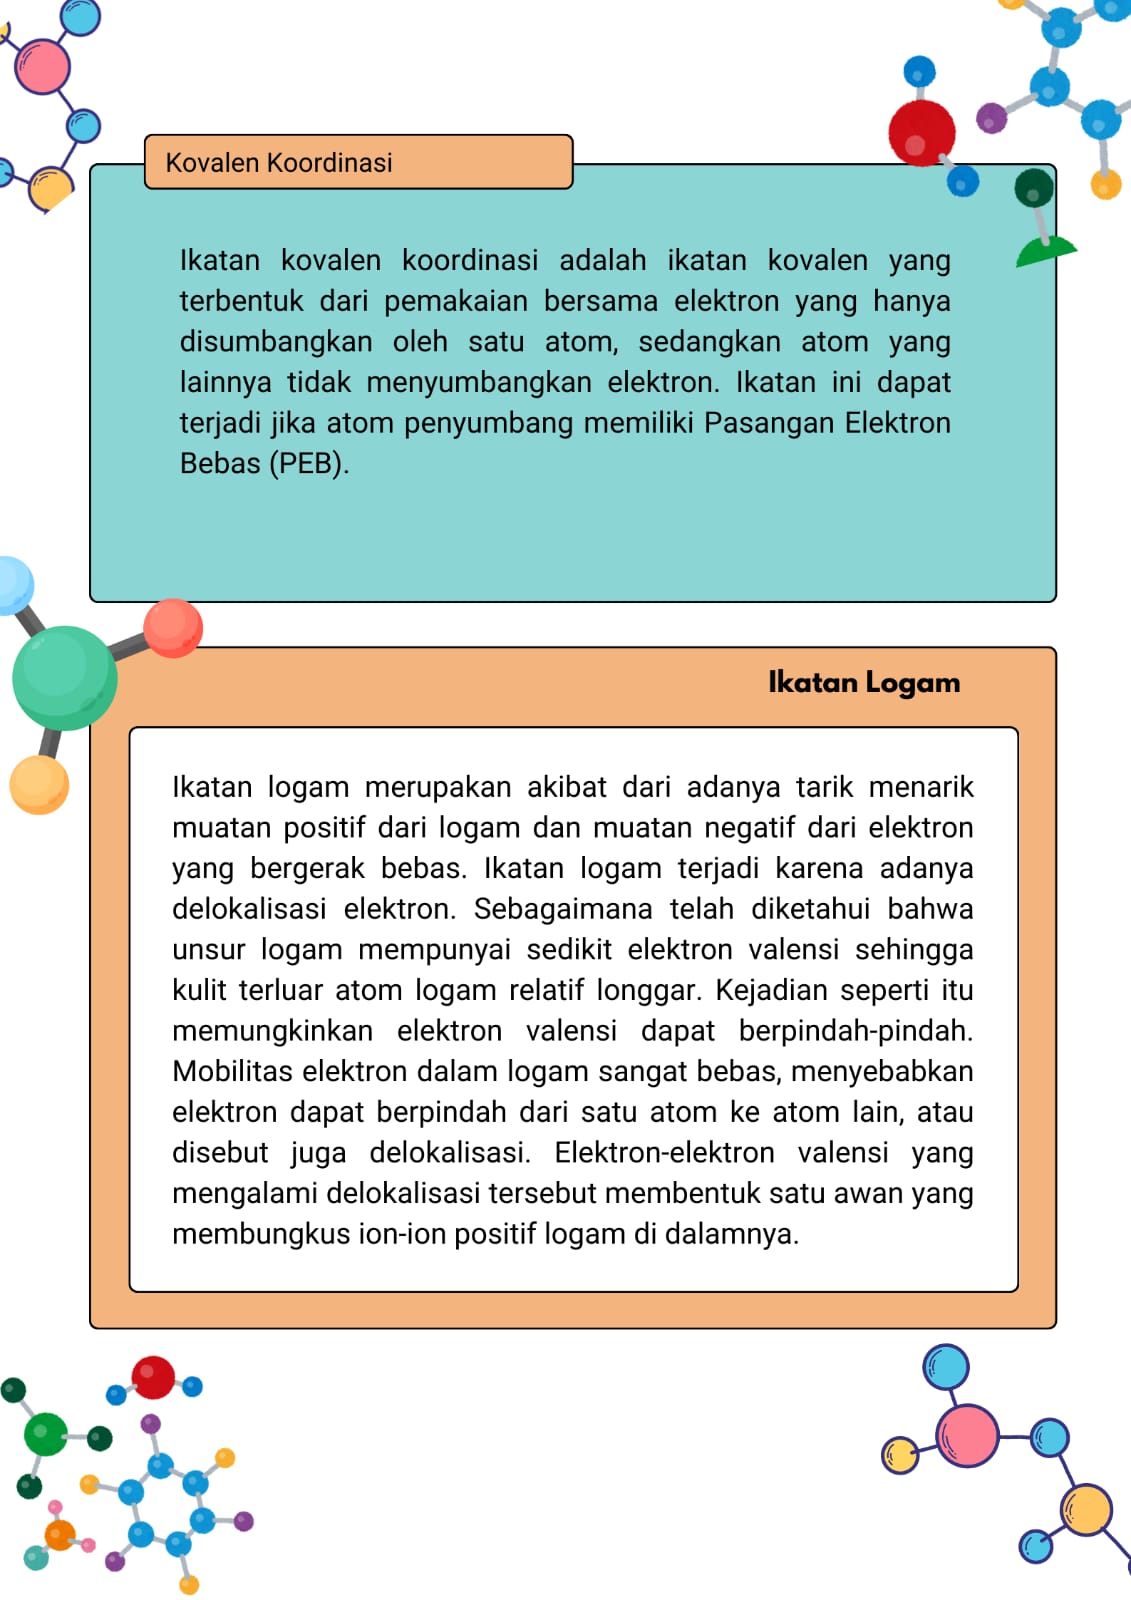 Kovalen Koordinasi
Ikatan kovalen koordinasi adalah ikatan kovalen yang
terbentuk dari pemakaian bersama elektron yang hanya
disumbangkan oleh satu atom, sedangkan atom yang
lainnya tidak menyumbangkan elektron. Ikatan ini dapat
terjadi jika atom penyumbang memiliki Pasangan Elektron
Bebas (PEB).
Ikatan Logam
Ikatan logam merupakan akibat dari adanya tarik menarik
muatan positif dari logam dan muatan negatif dari elektron
yang bergerak bebas. Ikatan logam terjadi karena adanya
delokalisasi elektron. Sebagaimana telah diketahui bahwa
unsur logam mempunyai sedikit elektron valensi sehingga
kulit terluar atom logam relatif longgar. Kejadian seperti itu
memungkinkan elektron valensi dapat berpindah-pindah.
Mobilitas elektron dalam logam sangat bebas, menyebabkan
elektron dapat berpindah dari satu atom ke atom lain, atau
disebut juga delokalisasi. Elektron-elektron valensi yang
mengalami delokalisasi tersebut membentuk satu awan yang
membungkus ion-ion positif logam di dalamnya.